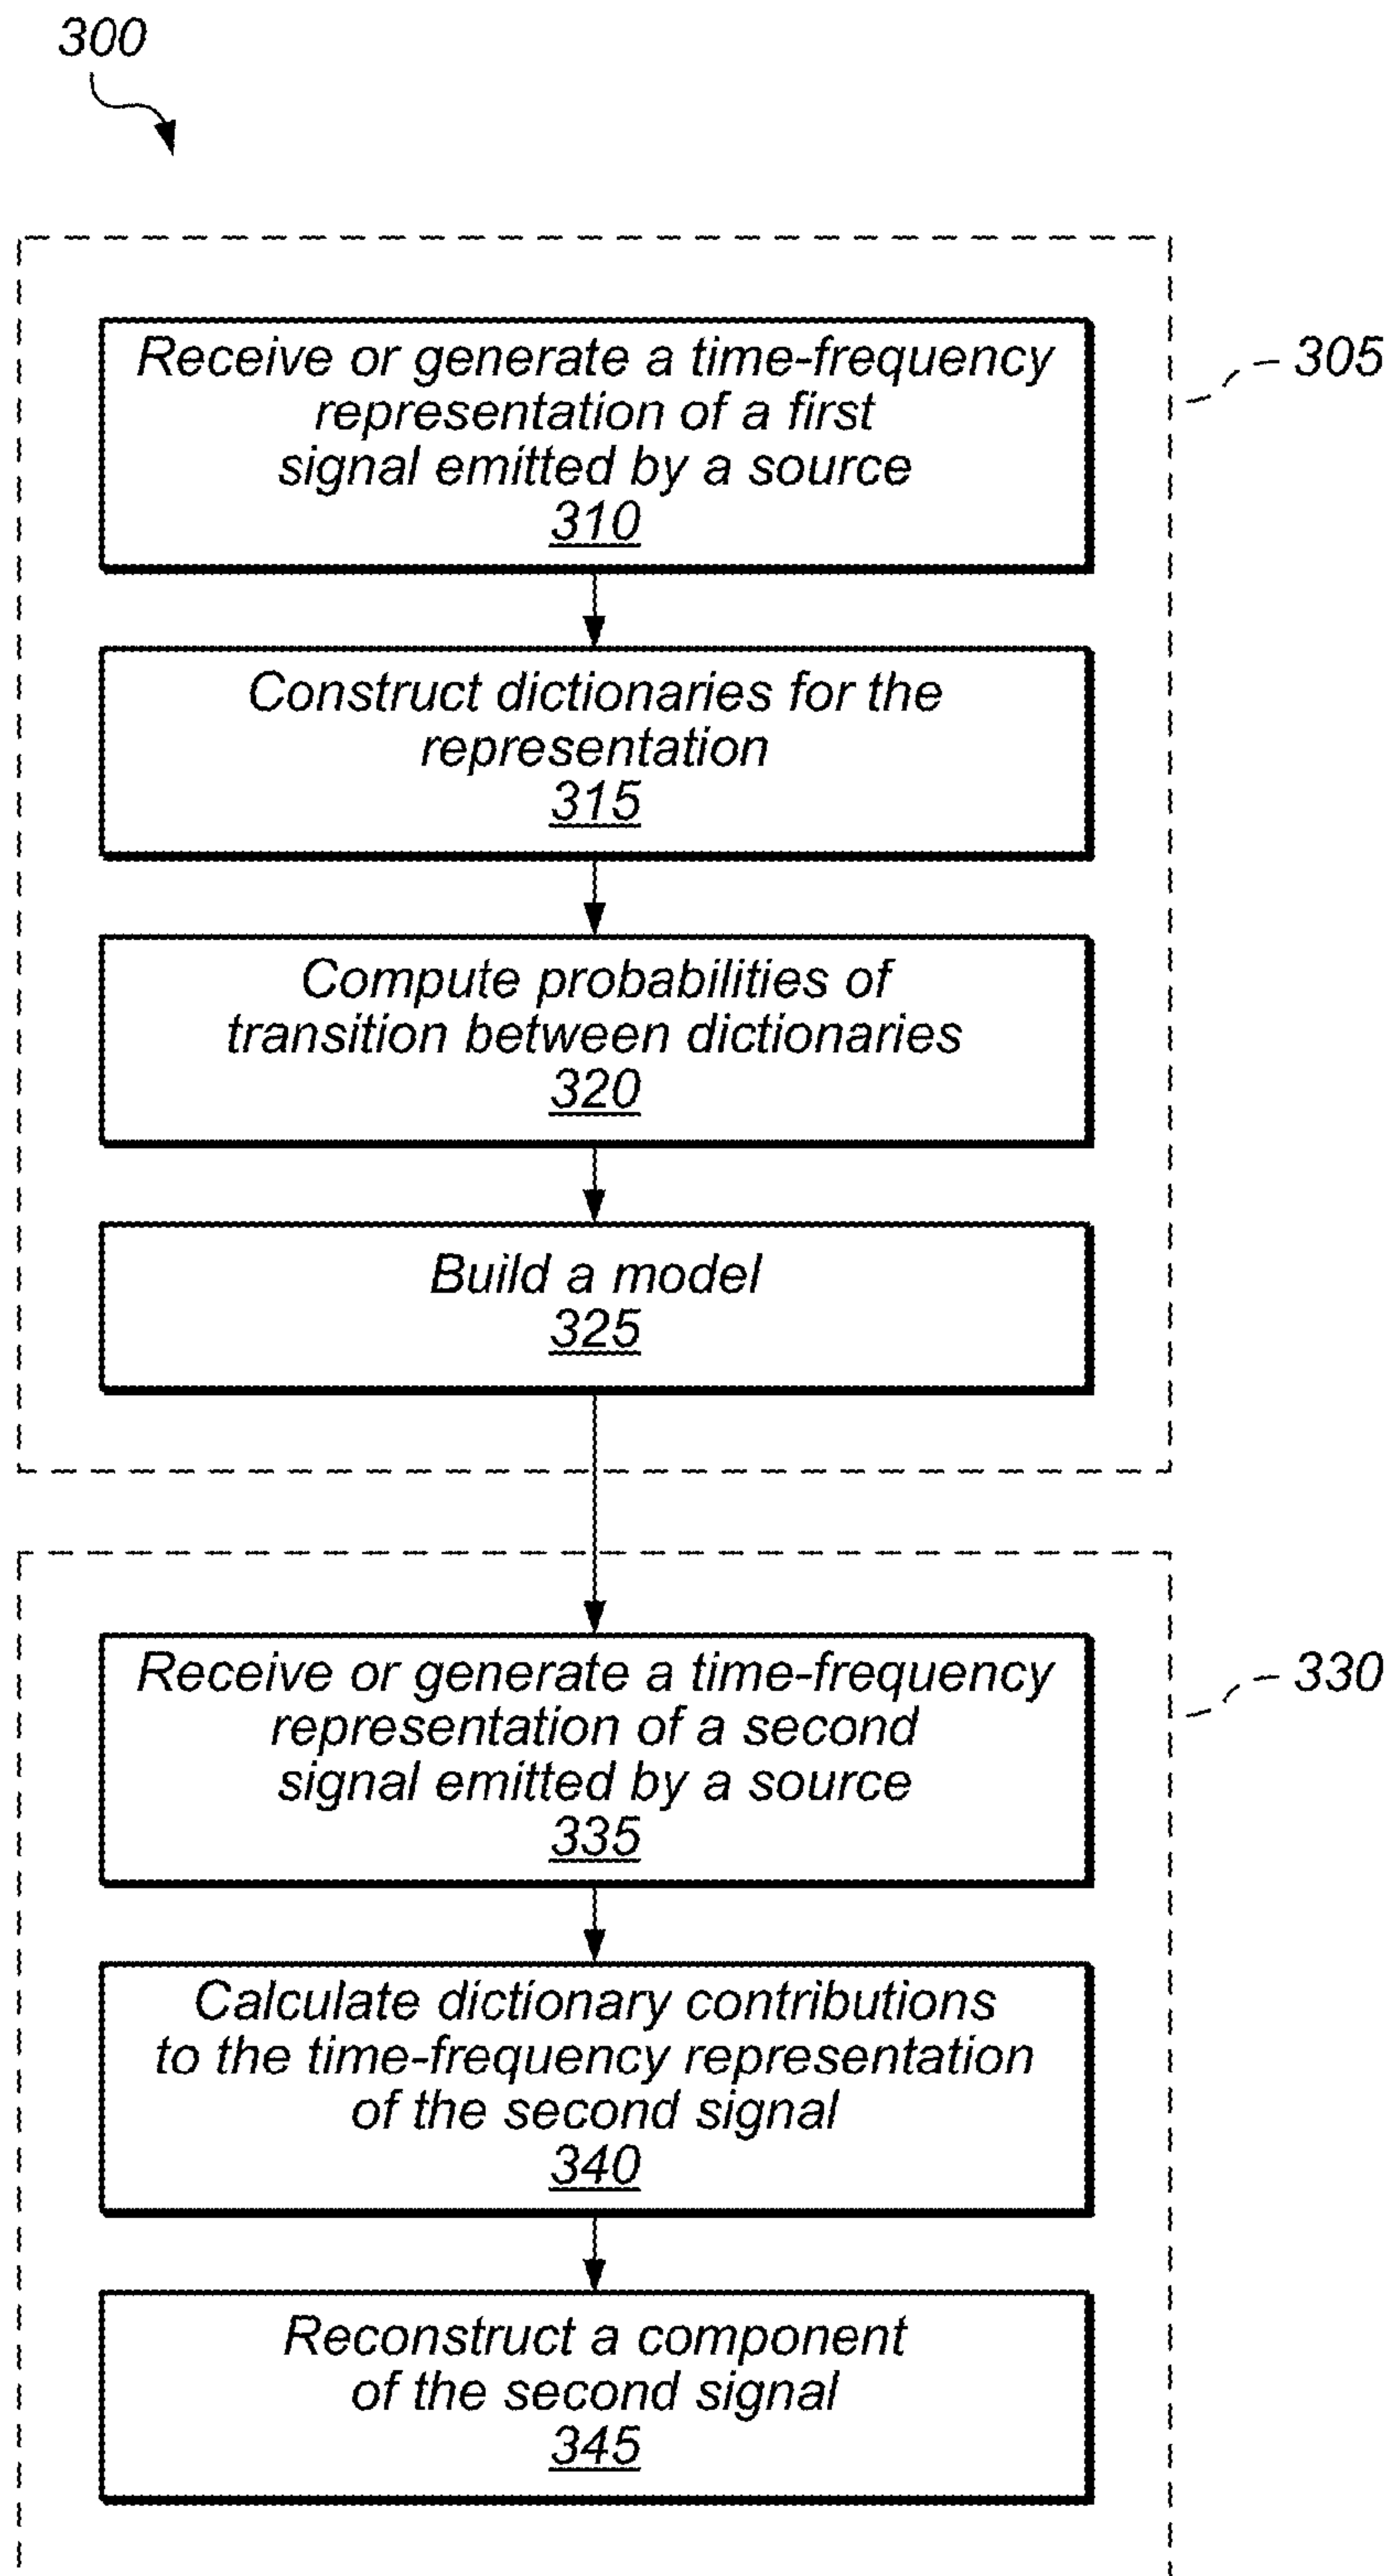 300
305
Receive or generate a time-frequency
representation of a first
signal emitted by a source
310
Construct dictionaries for the
representation
315
Compute probabilities of
transition between dictionaries
320
Build a model
325
330
Receive or generate a time-frequency
representation of a second
signal emitted by a source
335
Calculate dictionary contributions
to the time-frequency representation
of the second signal
340
Reconstruct a component
of the second signal
345